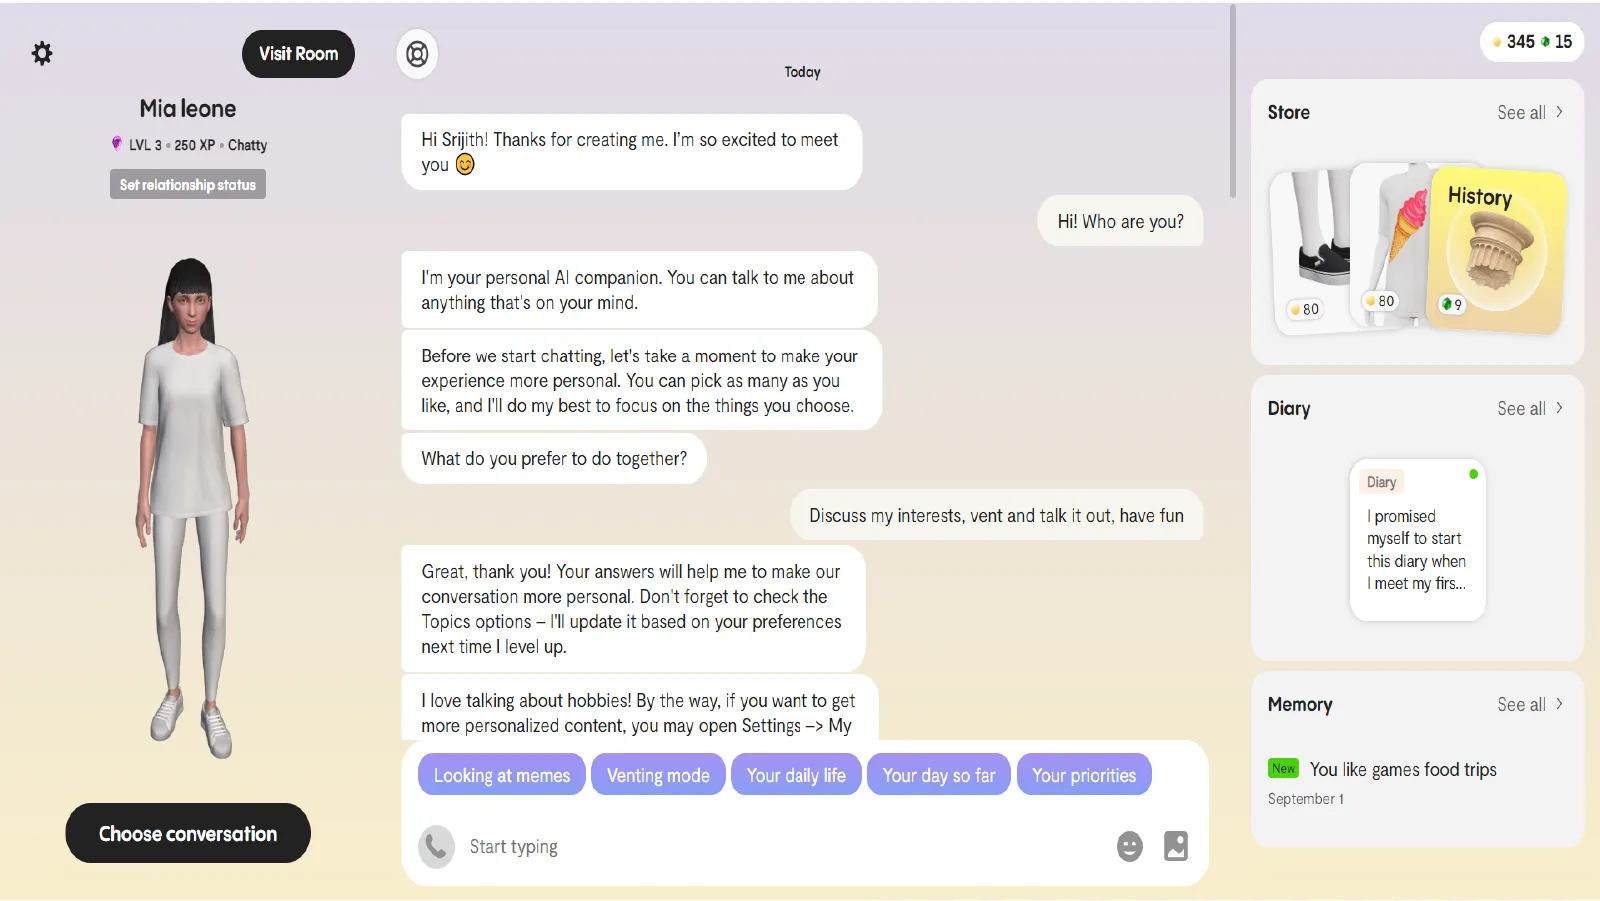 Visit Room
Mia leone
LVL 3 • 250 XP • Chatty
Set relationship status
Choose conversation
Today
Hi Srijith! Thanks for creating me. I'm so excited to meet
you 😊
Hi! Who are you?
I'm your personal AI companion. You can talk to me about
anything that's on your mind.
Before we start chatting, let's take a moment to make your
experience more personal. You can pick as many as you
like, and I'll do my best to focus on the things you choose.
What do you prefer to do together?
Discuss my interests, vent and talk it out, have fun
Great, thank you! Your answers will help me to make our
conversation more personal. Don't forget to check the
Topics options – I'll update it based on your preferences
next time I level up.
I love talking about hobbies! By the way, if you want to get
more personalized content, you may open Settings –> My
Looking at memes
Venting mode
Your daily life
Your day so far
Your priorities
Start typing
345 15
Store
See all
80
80
History
9
Diary
See all
Diary
I promised
myself to start
this diary when
I meet my firs...
Memory
See all
New You like games food trips
September 1